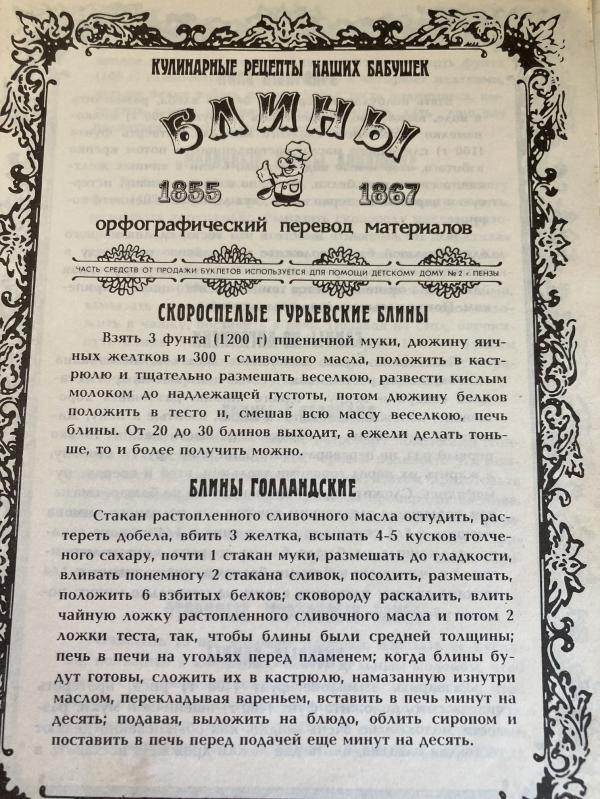 КУЛИНАРНЫЕ РЕЦЕПТЫ НАШИХ БАБУШЕК
БЛИНЫ
1855 1867
орфографический перевод материалов
ЧАСТЬ СРЕДСТВ ОТ ПРОДАЖИ БУКЛЕТОВ ИСПОЛЬЗУЕТСЯ ДЛЯ ПОМОЩИ ДЕТСКОМУ ДОМУ №2 г. ПЕНЗЫ
СКОРОСПЕЛЫЕ ГУРЬЕВСКИЕ БЛИНЫ
Взять 3 фунта (1200 г) пшеничной муки, дюжину яич-
ных желтков и 300 г сливочного масла, положить в каст-
рюлю и тщательно размешать веселкою, развести кислым
молоком до надлежащей густоты, потом дюжину белков
положить в тесто и, смешав всю массу веселкою, печь
блины. От 20 до 30 блинов выходит, а ежели делать тонь-
ше, то и более получить можно.
БЛИНЫ ГОЛЛАНДСКИЕ
Стакан растопленного сливочного масла остудить, рас-
тереть добела, вбить 3 желтка, всыпать 4-5 кусков толче-
ного сахару, почти 1 стакан муки, размешать до гладкости,
вливать понемногу 2 стакана сливок, посолить, размешать,
положить 6 взбитых белков; сковороду раскалить, влить
чайную ложку растопленного сливочного масла и потом 2
ложки теста, так, чтобы блины были средней толщины;
печь в печи на угольях перед пламенем; когда блины бу-
дут готовы, сложить их в кастрюлю, намазанную изнутри
маслом, перекладывая вареньем, вставить в печь минут на
десять; подавая, выложить на блюдо, облить сиропом и
поставить в печь перед подачей еще минут на десять.